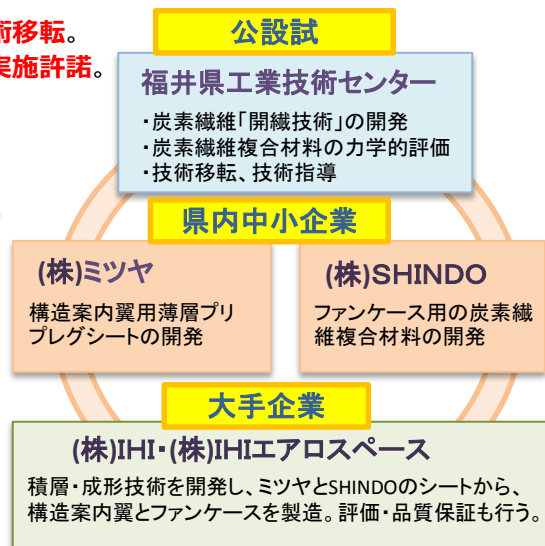 術移転。
実施許諾。
公設試
福井県工業技術センター
・炭素繊維「開繊技術」の開発
・炭素繊維複合材料の力学的評価
・技術移転、技術指導
県内中小企業
(株)ミツヤ
構造案内翼用薄層プリ
プレグシートの開発
(株)SHINDO
ファンケース用の炭素繊
維複合材料の開発
大手企業
(株)IHI・(株)IHIエアロスペース
積層・成形技術を開発し、ミツヤとSHINDOのシートから、
構造案内翼とファンケースを製造。評価・品質保証も行う。